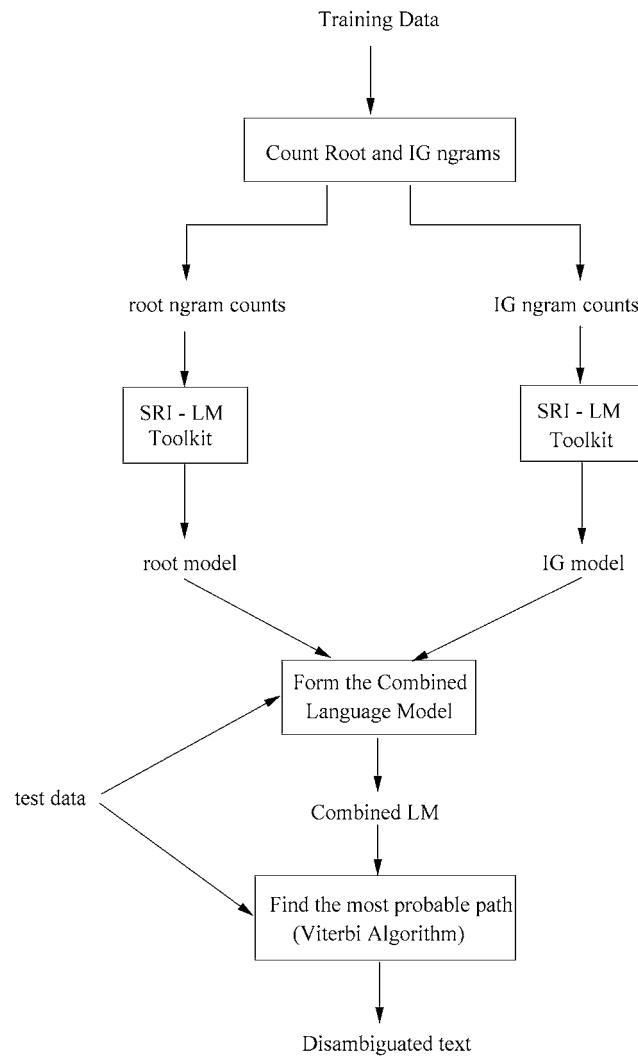 Training Data
Count Root and IG ngrams
root ngram counts
IG ngram counts
SRI - LM
Toolkit
SRI - LM
Toolkit
root model
IG model
Form the Combined
Language Model
test data
Combined LM
Find the most probable path
(Viterbi Algorithm)
Disambiguated text